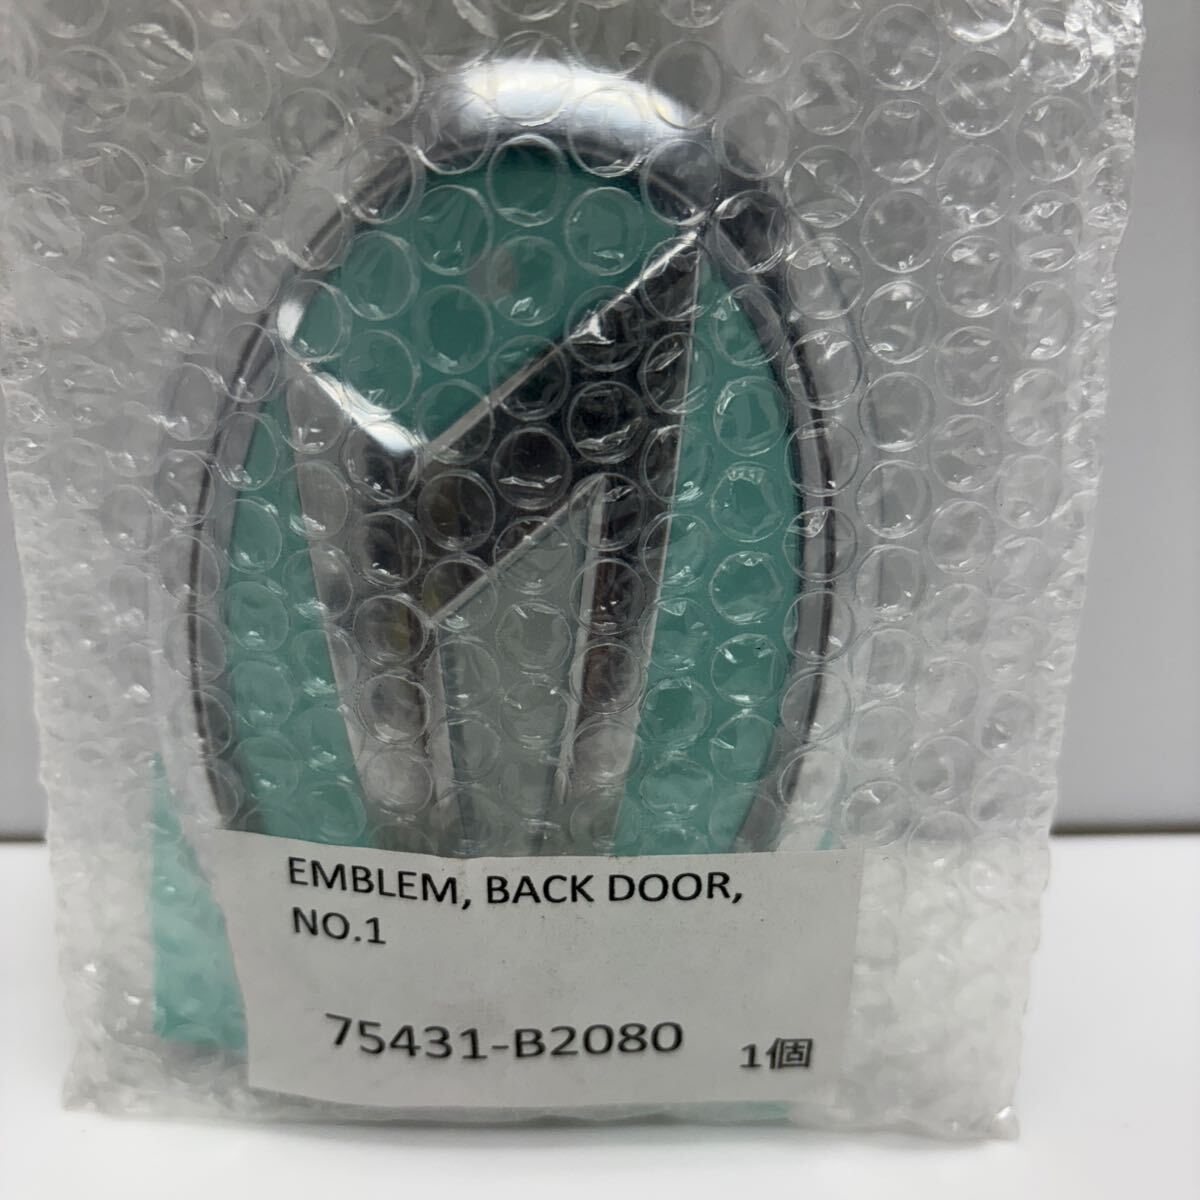 EMBLEM, BACK DOOR,
NO.1
75431-B2080 1個